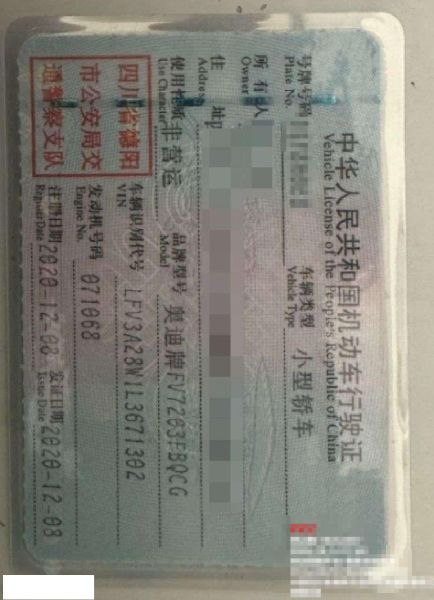 中华人民共和国机动车行驶证
Vehicle License of the People's Republic of China
号牌号码
Plate No.
车辆类型 小型轿车
Vehicle Type
所有人
Owner
住址
Address
使用性质 非营运
Use Character
品牌型号 奥迪牌FV7203FBQCG
Model
四川省德阳
市公安局交
通警察支队
车辆识别代号 LFV3A28W1L3671302
VIN
发动机号码 071068
Engine No.
注册日期 2020-12-08
Register Date
发证日期 2020-12-08
Issue Date